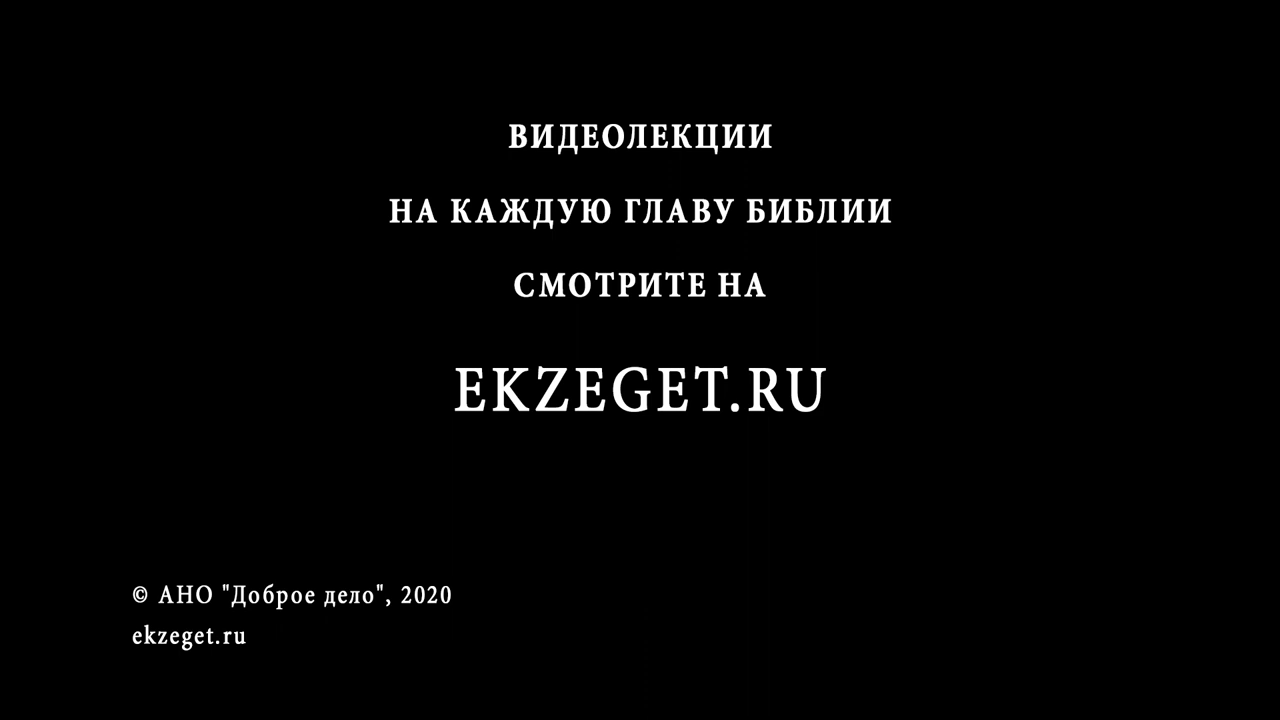 ВИДЕОЛЕКЦИИ
НА КАЖДУЮ ГЛАВУ БИБЛИИ
СМОТРИТЕ НА
EKZEGET.RU
© АНО "Доброе дело", 2020
ekzeget.ru